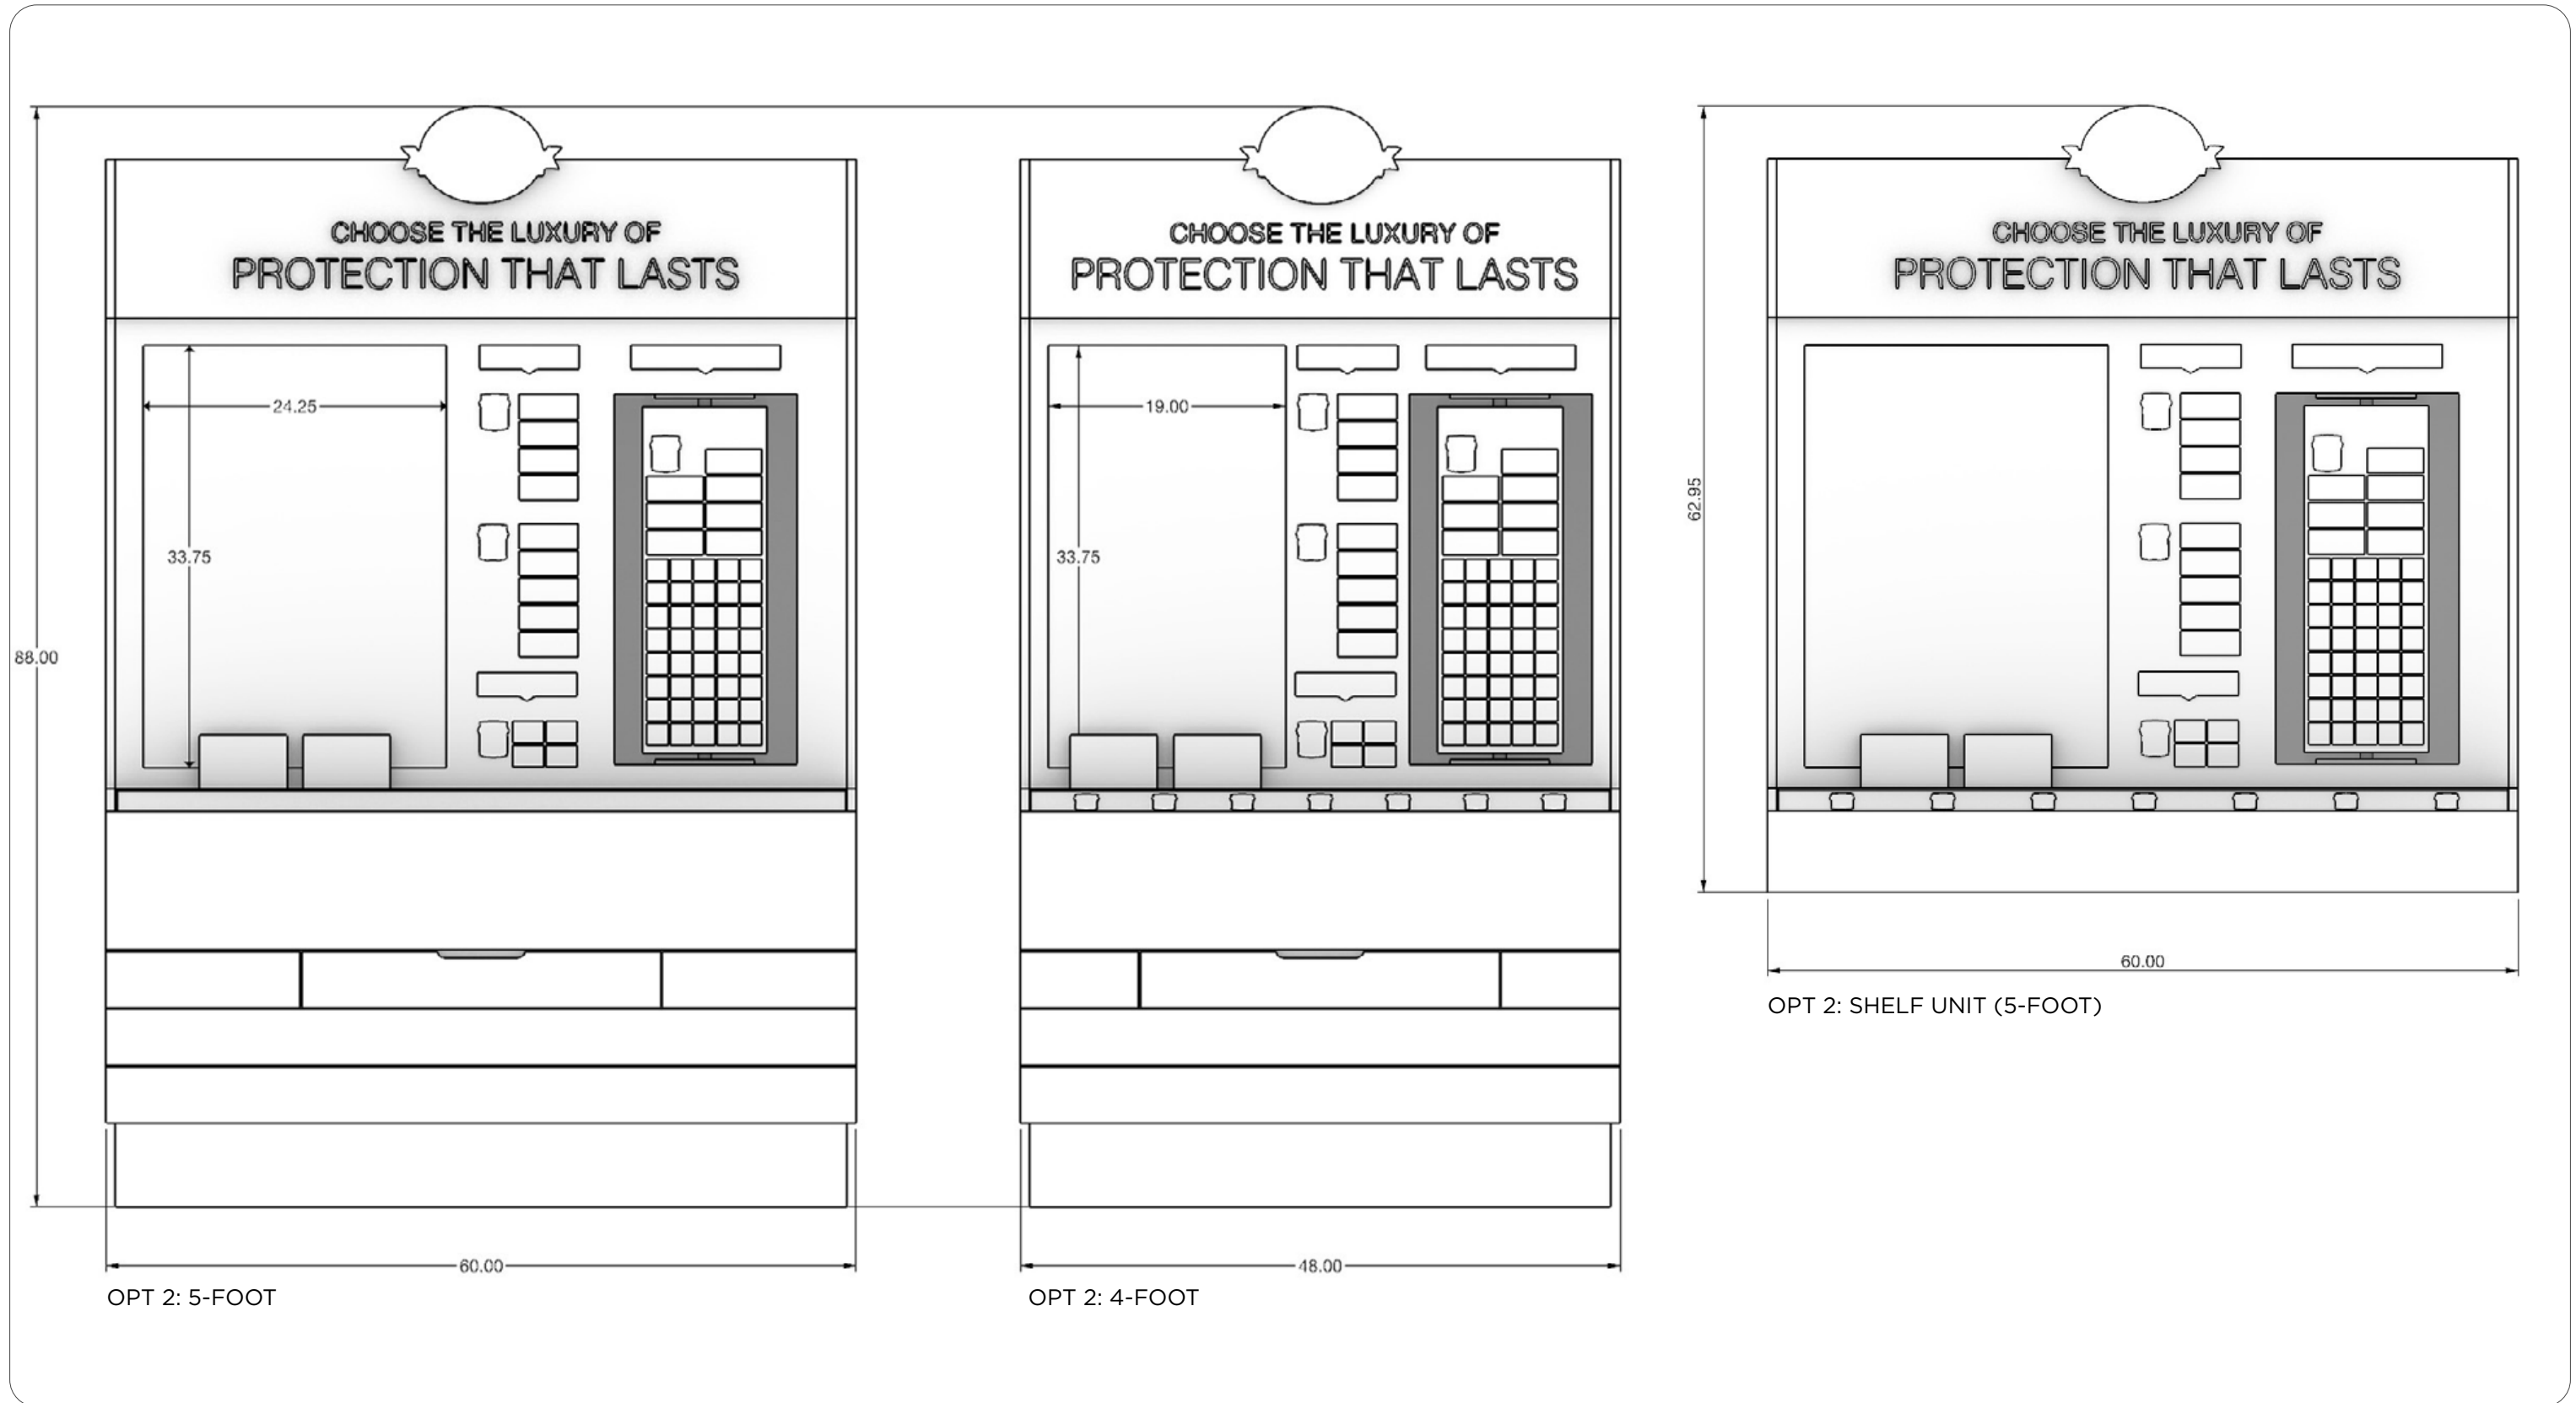 CHOOSE THE LUXURY OF
PROTECTION THAT LASTS
24.25
33.75
88.00
60.00
OPT 2: 5-FOOT
CHOOSE THE LUXURY OF
PROTECTION THAT LASTS
19.00
33.75
48.00
OPT 2: 4-FOOT
CHOOSE THE LUXURY OF
PROTECTION THAT LASTS
62.95
60.00
OPT 2: SHELF UNIT (5-FOOT)